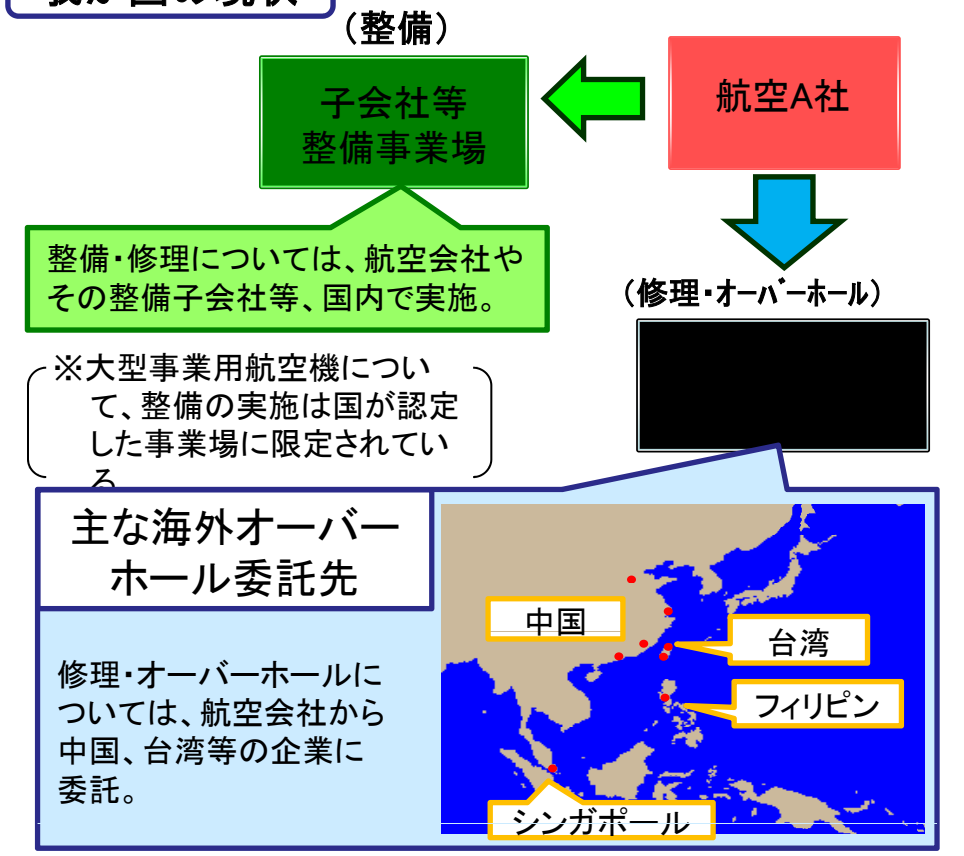 我が国の現状
（整備）
子会社等
整備事業場
航空A社
整備・修理については、航空会社や
その整備子会社等、国内で実施。
（修理・オーバーホール）
※大型事業用航空機につい
て、整備の実施は国が認定
した事業場に限定されてい
る
主な海外オーバー
ホール委託先
修理・オーバーホールに
ついては、航空会社から
中国、台湾等の企業に
委託。
中国
台湾
フィリピン
シンガポール